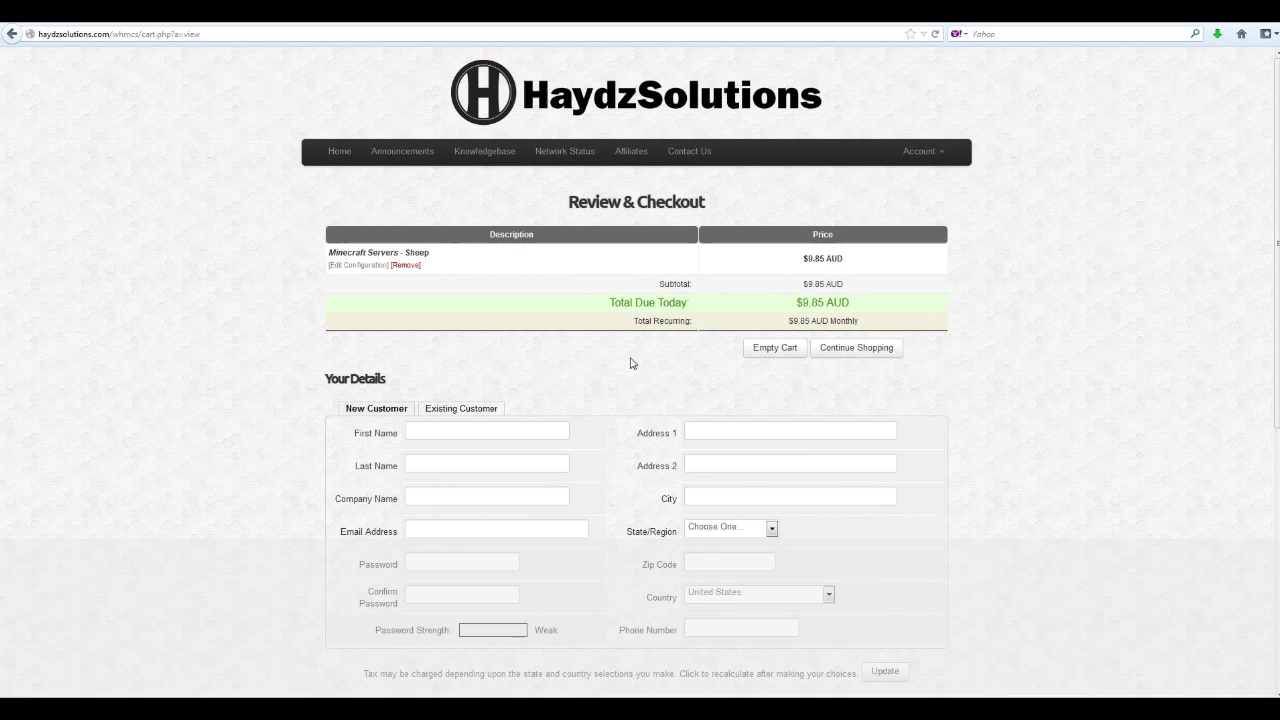 haydzsolutions.com/whmcs/cart.php?a=view
Yahoo
H HaydzSolutions
Home Announcements Knowledgebase Network Status Affiliates Contact Us Account
Review & Checkout
Description Price
Minecraft Servers - Sheep
[Edit Configuration] [Remove]
$9.85 AUD
Subtotal: $9.85 AUD
Total Due Today: $9.85 AUD
Total Recurring: $9.85 AUD Monthly
Empty Cart Continue Shopping
Your Details
New Customer Existing Customer
First Name Address 1
Last Name Address 2
Company Name City
Email Address State/Region Choose One...
Password Zip Code
Confirm Password Country United States
Password Strength: Weak Phone Number
Tax may be charged depending upon the state and country selections you make. Click to recalculate after making your choices. Update